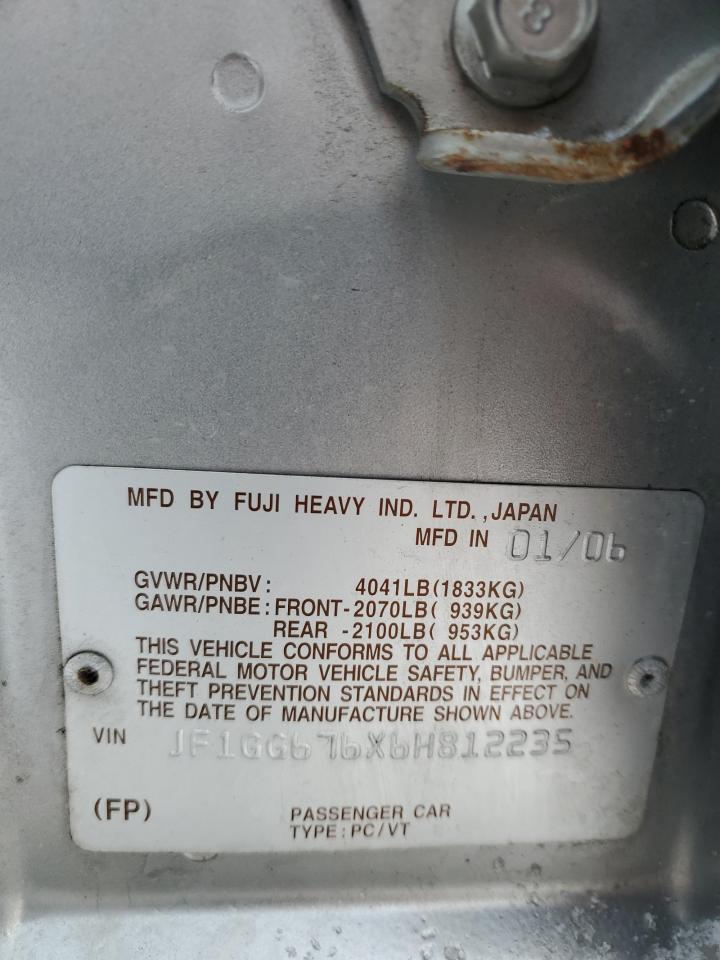 8
MFD BY FUJI HEAVY IND. LTD.,JAPAN
MFD IN 01/06
GVWR/PNBV: 4041LB(1833KG)
GAWR/PNBE: FRONT-2070LB( 939KG)
REAR -2100LB( 953KG)
THIS VEHICLE CONFORMS TO ALL APPLICABLE
FEDERAL MOTOR VEHICLE SAFETY, BUMPER, AND
THEFT PREVENTION STANDARDS IN EFFECT ON
THE DATE OF MANUFACTURE SHOWN ABOVE.
VIN JF1GG676X6H812235
(FP) PASSENGER CAR
TYPE:PC/VT